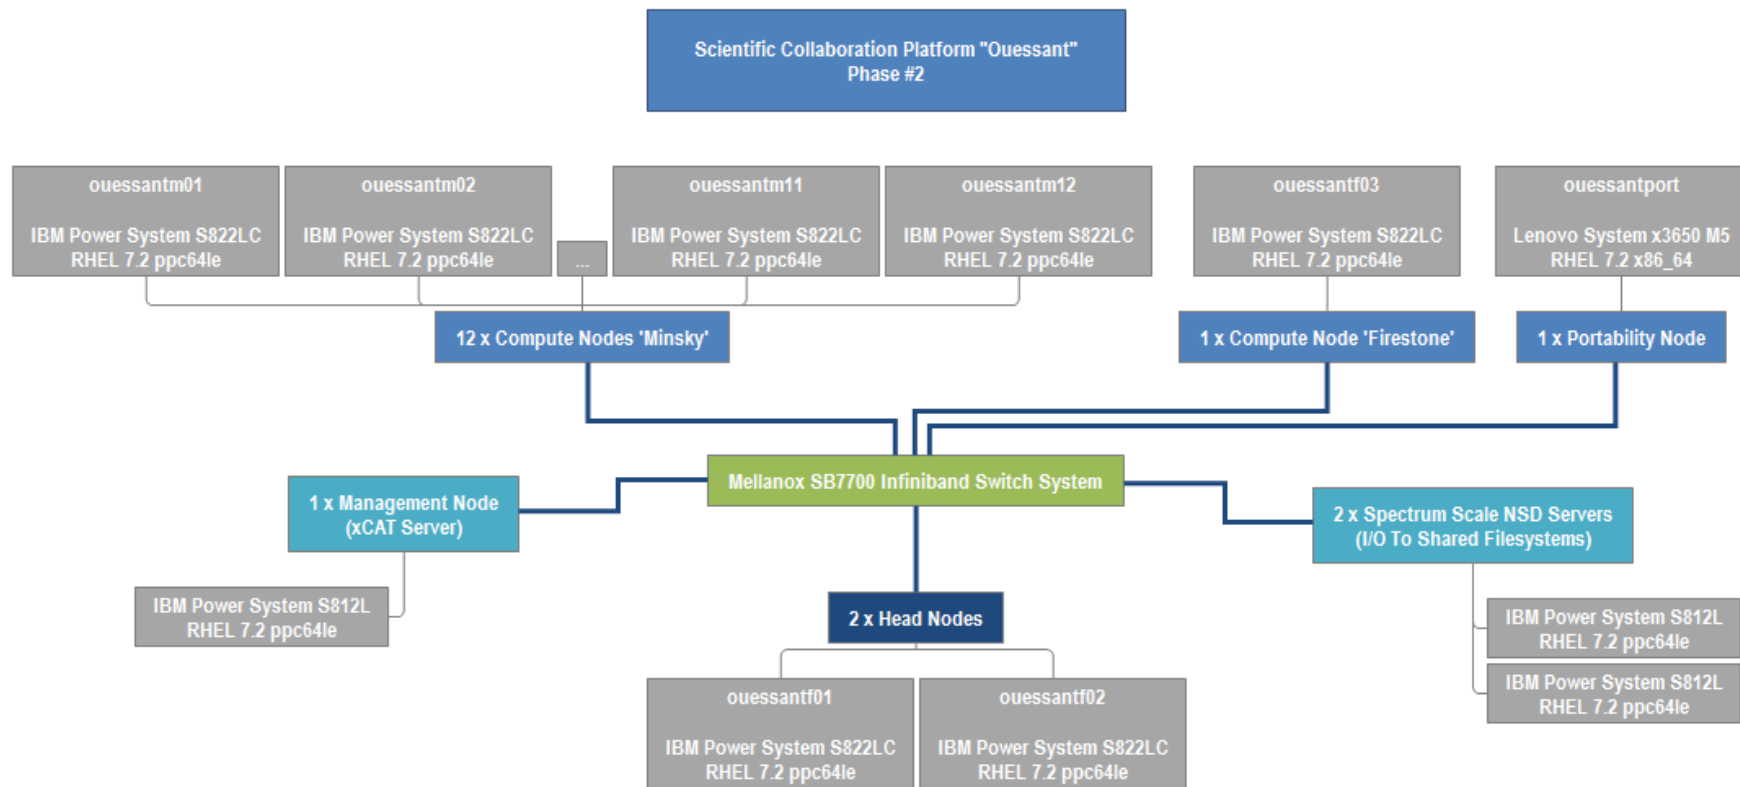 Scientific Collaboration Platform "Ouessant"
Phase #2
ouessantm01
IBM Power System S822LC
RHEL 7.2 ppc64le
ouessantm02
IBM Power System S822LC
RHEL 7.2 ppc64le
...
ouessantm11
IBM Power System S822LC
RHEL 7.2 ppc64le
ouessantm12
IBM Power System S822LC
RHEL 7.2 ppc64le
ouessantf03
IBM Power System S822LC
RHEL 7.2 ppc64le
ouessantport
Lenovo System x3650 M5
RHEL 7.2 x86_64
12 x Compute Nodes 'Minsky'
1 x Compute Node 'Firestone'
1 x Portability Node
Mellanox SB7700 Infiniband Switch System
1 x Management Node
(xCAT Server)
IBM Power System S812L
RHEL 7.2 ppc64le
2 x Spectrum Scale NSD Servers
(I/O To Shared Filesystems)
IBM Power System S812L
RHEL 7.2 ppc64le
IBM Power System S812L
RHEL 7.2 ppc64le
2 x Head Nodes
ouessantf01
IBM Power System S822LC
RHEL 7.2 ppc64le
ouessantf02
IBM Power System S822LC
RHEL 7.2 ppc64le